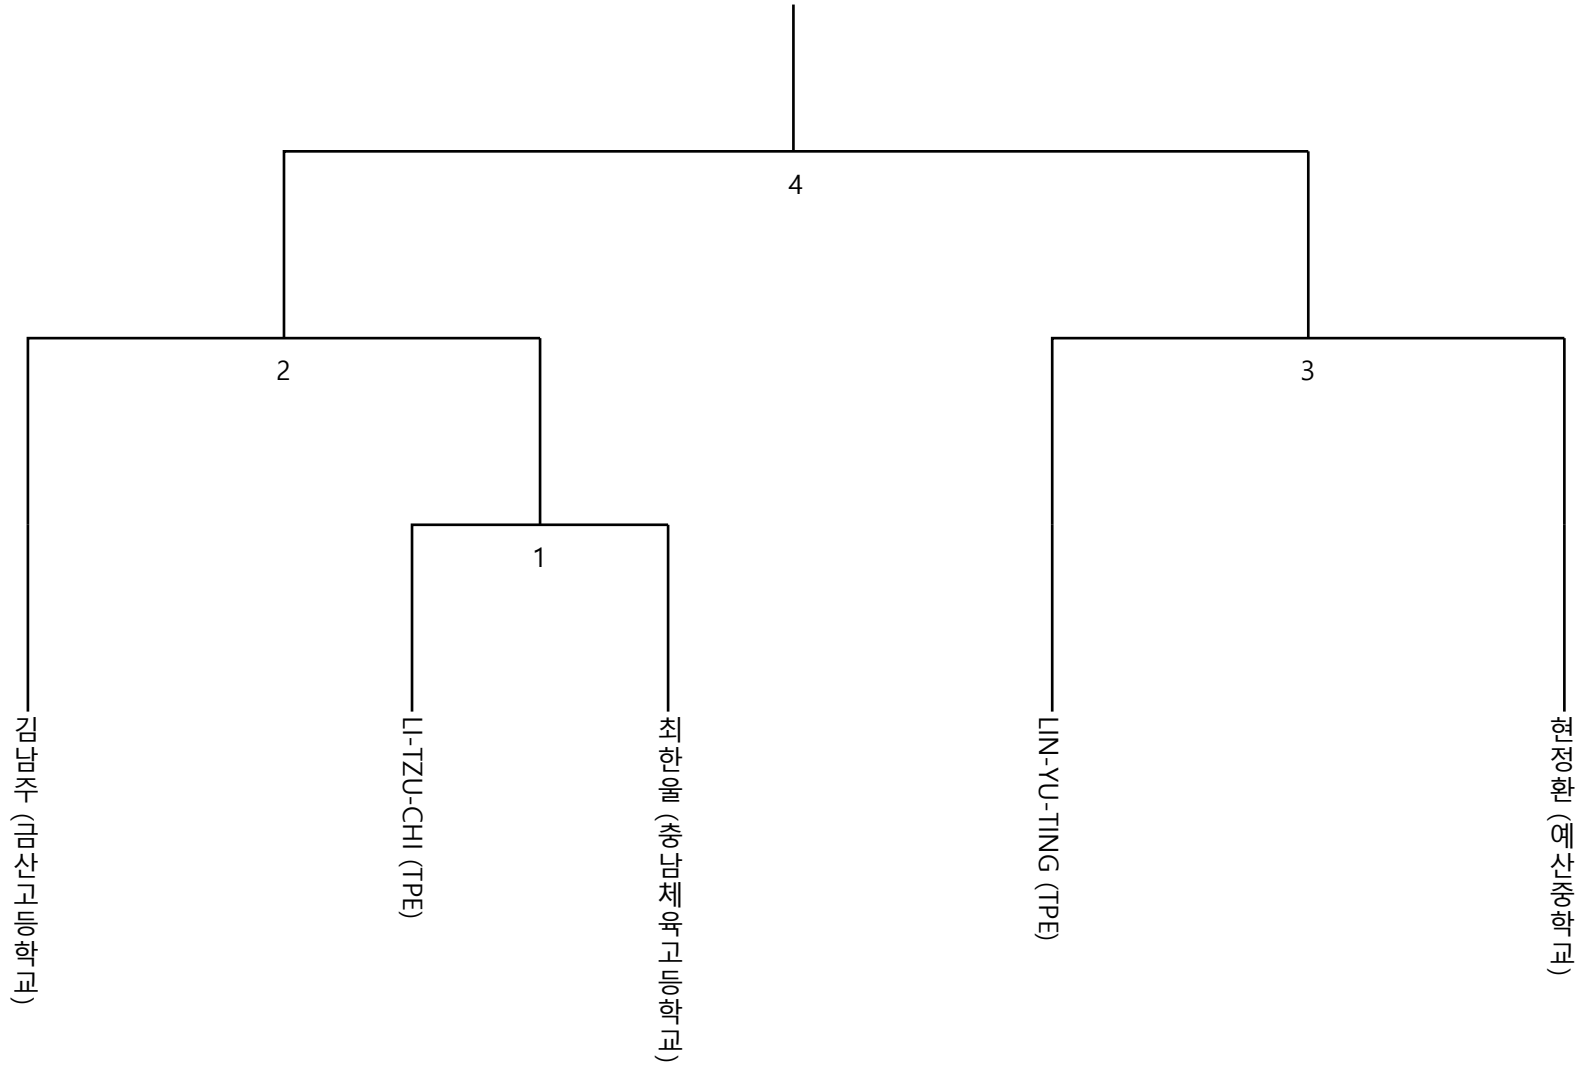 4
2
3
1
김남주 (금산고등학교)
LI-TZU-CHI (TPE)
최한울 (충남체육고등학교)
LIN-YU-TING (TPE)
현정환 (예산중학교)